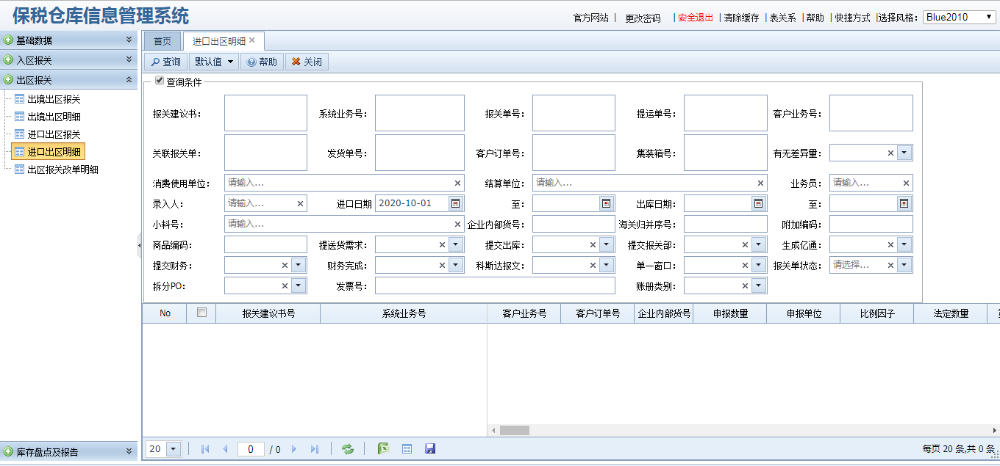 保税仓库信息管理系统
官方网站 | 更改密码 | 安全退出 | 清除缓存 | 表关系 | 帮助 | 快捷方式 | 选择风格： Blue2010
基础数据
入区报关
出区报关
出境出区报关
出境出区明细
进口出区报关
进口出区明细
出区报关改单明细
库存盘点及报告
首页 进口出区明细
查询 默认值 帮助 关闭
查询条件
报关建议书： 系统业务号： 报关单号： 提运单号： 客户业务号：
关联报关单： 发货单号： 客户订单号： 集装箱号： 有无差异量：
消费使用单位： 请输入... 结算单位： 请输入... 业务员： 请输入...
录入人： 请输入... 进口日期 2020-10-01 至： 出库日期： 至：
小料号： 请输入... 企业内部货号： 海关归并序号： 附加编码：
商品编码： 提送货需求： 提交出库： 提交报关部： 生成亿通：
提交财务： 财务完成： 科斯达报文： 单一窗口： 报关单状态： 请选择...
拆分PO： 发票号： 账册类别：
No 报关建议书号 系统业务号 客户业务号 客户订单号 企业内部货号 申报数量 申报单位 比例因子 法定数量
20 0 / 0 每页 20 条,共 0 条